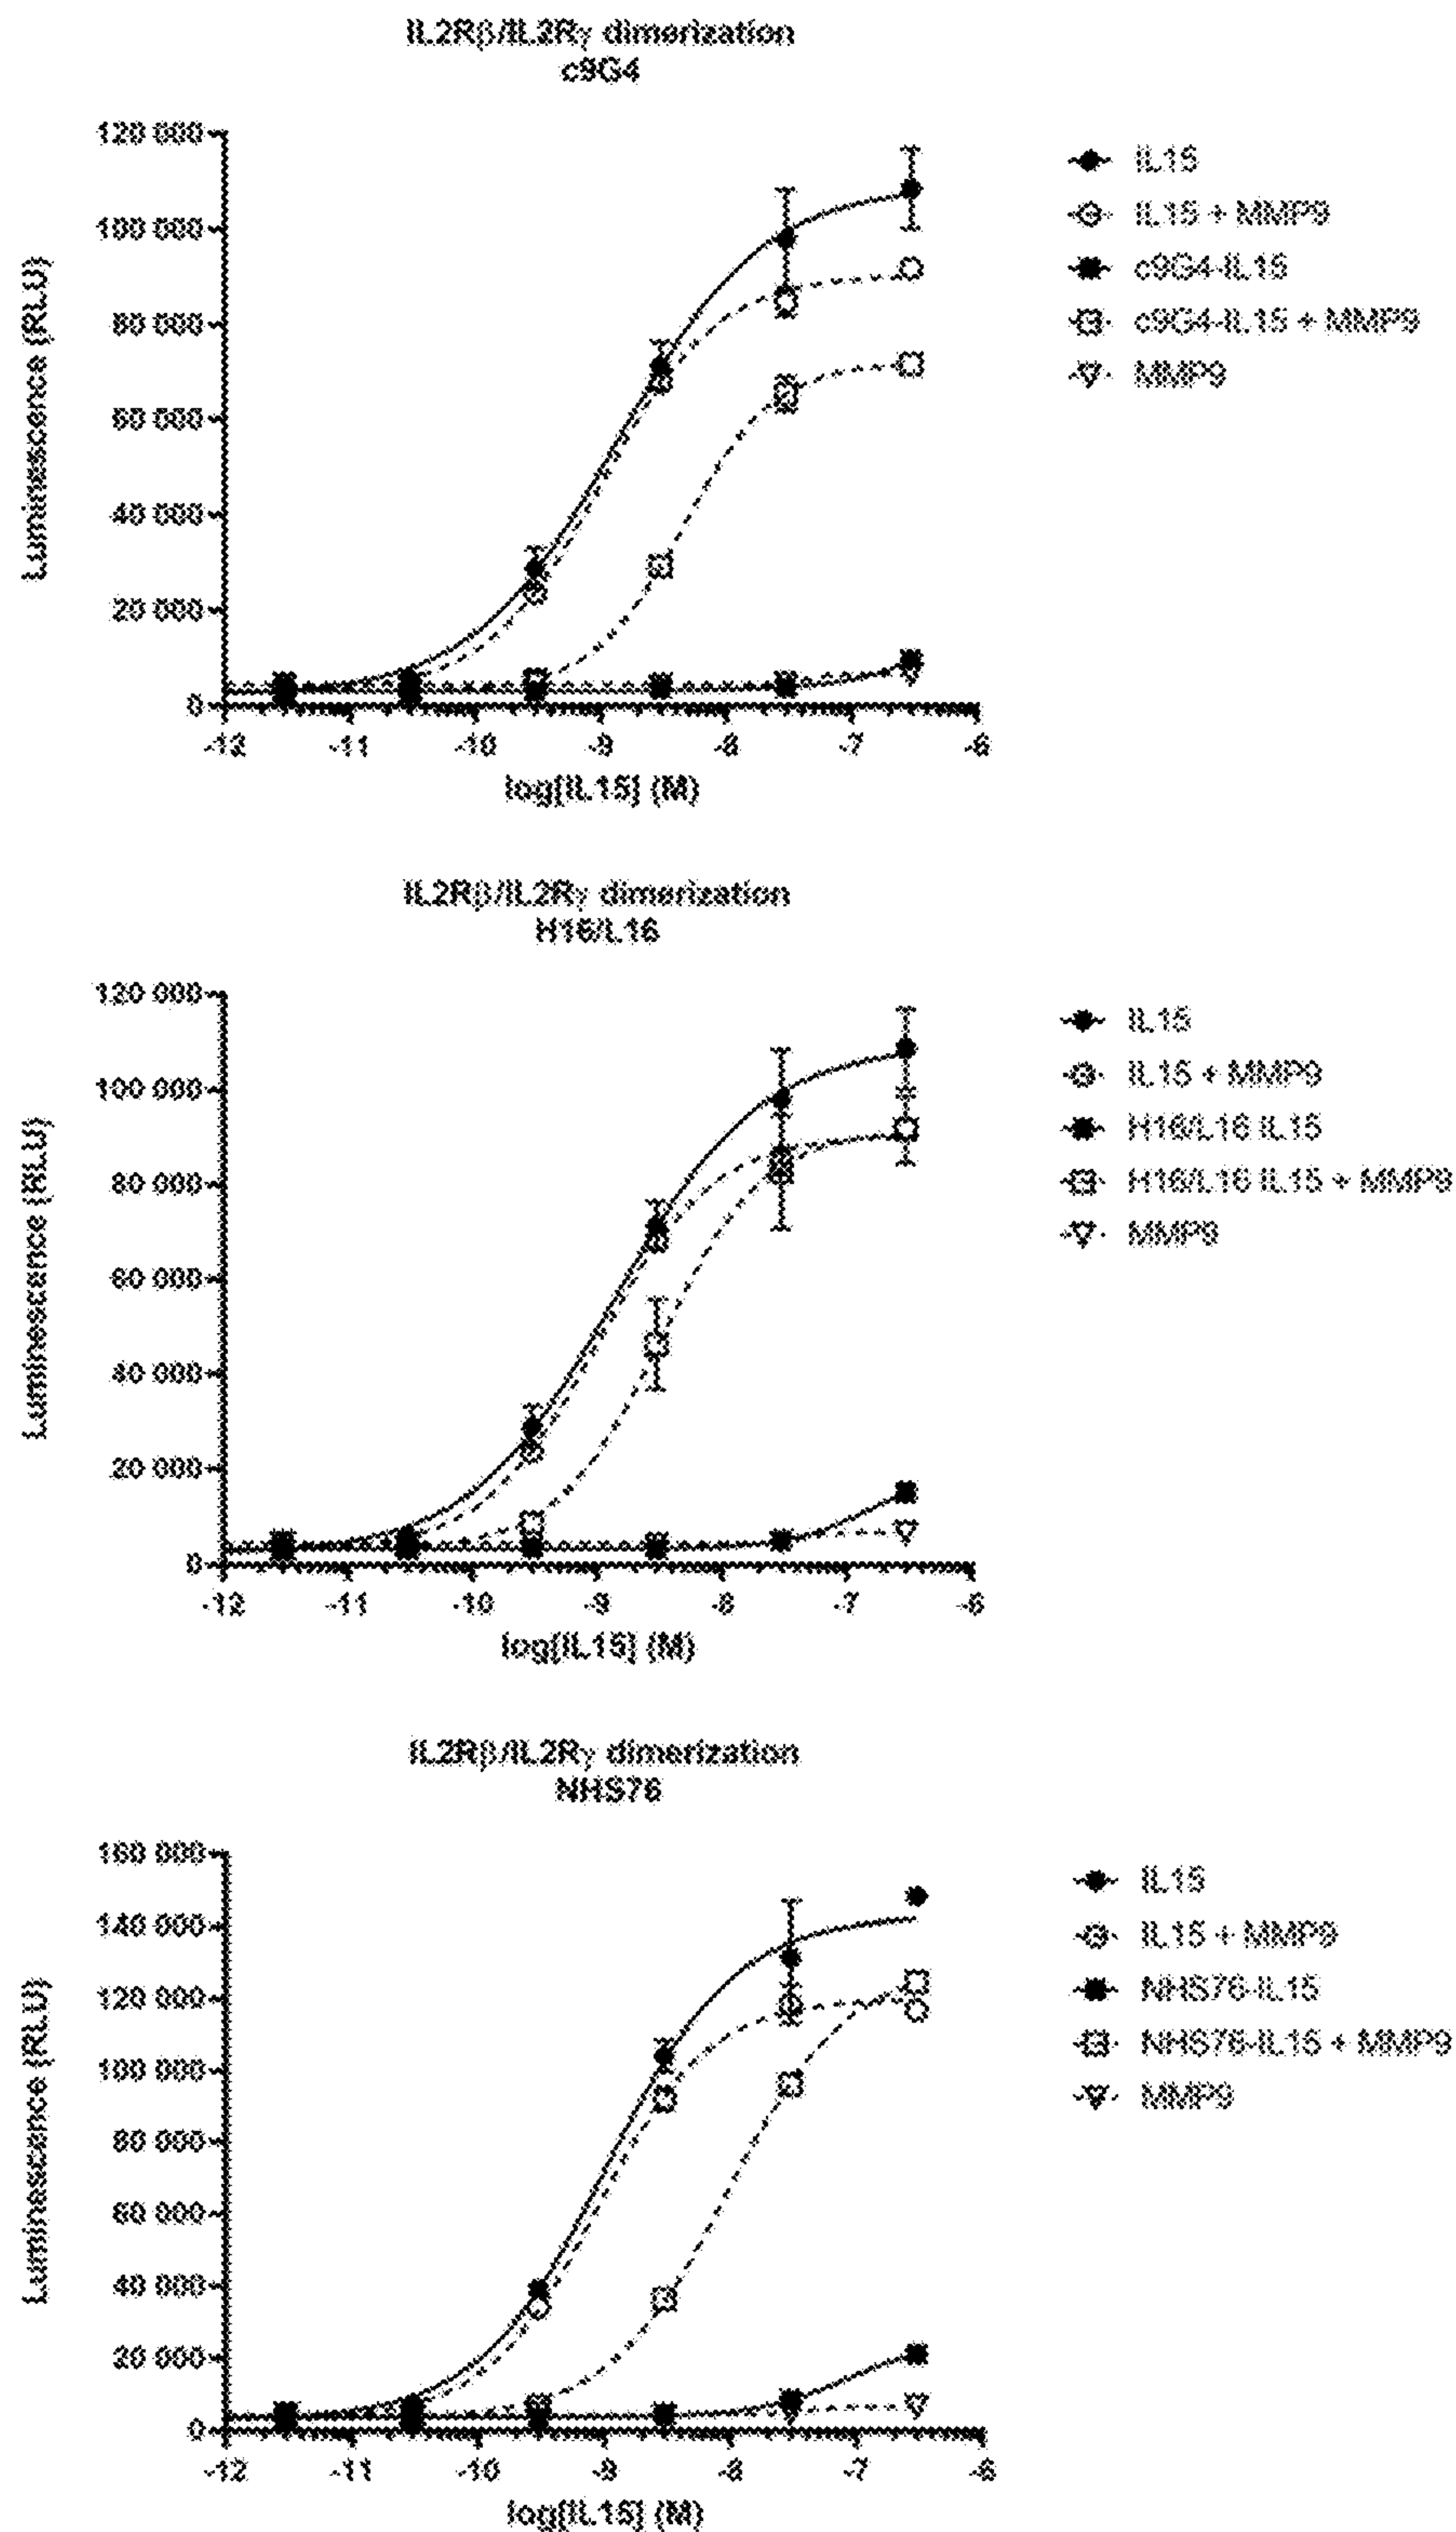 IL2Rβ/IL2Rγ dimerization
c9G4
120 000
100 000
80 000
60 000
40 000
20 000
0
Luminescence (RLU)
-12 -11 -10 -9 -8 -7 -6
log[IL15] (M)
IL15
IL15 + MMP9
c9G4-IL15
c9G4-IL15 + MMP9
MMP9
IL2Rβ/IL2Rγ dimerization
H16/L16
120 000
100 000
80 000
60 000
40 000
20 000
0
Luminescence (RLU)
-12 -11 -10 -9 -8 -7 -6
log[IL15] (M)
IL15
IL15 + MMP9
H16/L16 IL15
H16/L16 IL15 + MMP9
MMP9
IL2Rβ/IL2Rγ dimerization
NHS76
160 000
140 000
120 000
100 000
80 000
60 000
40 000
20 000
0
Luminescence (RLU)
-12 -11 -10 -9 -8 -7 -6
log[IL15] (M)
IL15
IL15 + MMP9
NHS76-IL15
NHS76-IL15 + MMP9
MMP9